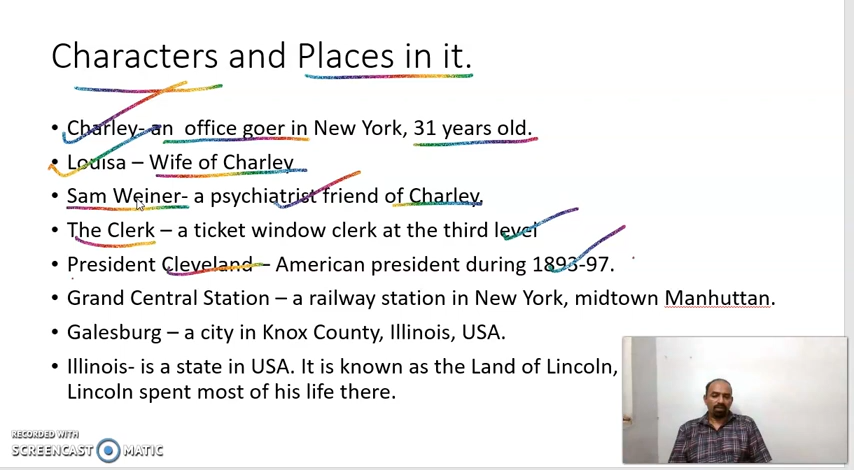 Characters and Places in it.
• Charley- an office goer in New York, 31 years old.
• Louisa – Wife of Charley
• Sam Weiner- a psychiatrist friend of Charley.
• The Clerk – a ticket window clerk at the third level
• President Cleveland – American president during 1893-97.
• Grand Central Station – a railway station in New York, midtown Manhuttan.
• Galesburg – a city in Knox County, Illinois, USA.
• Illinois- is a state in USA. It is known as the Land of Lincoln,
Lincoln spent most of his life there.
RECORDED WITH
SCREENCAST MATIC